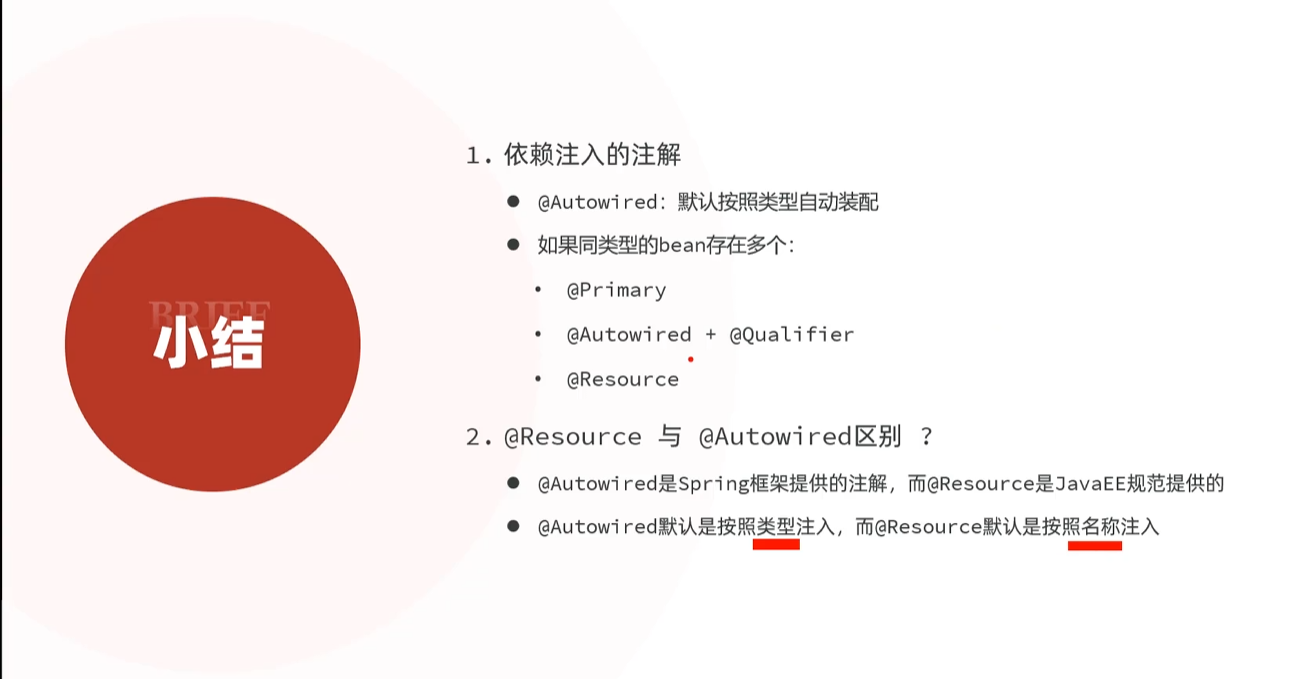 BRIEF
小结
1. 依赖注入的注解
● @Autowired：默认按照类型自动装配
● 如果同类型的bean存在多个：
• @Primary
• @Autowired + @Qualifier
• @Resource
2. @Resource 与 @Autowired区别 ？
● @Autowired是Spring框架提供的注解，而@Resource是JavaEE规范提供的
● @Autowired默认是按照类型注入，而@Resource默认是按照名称注入